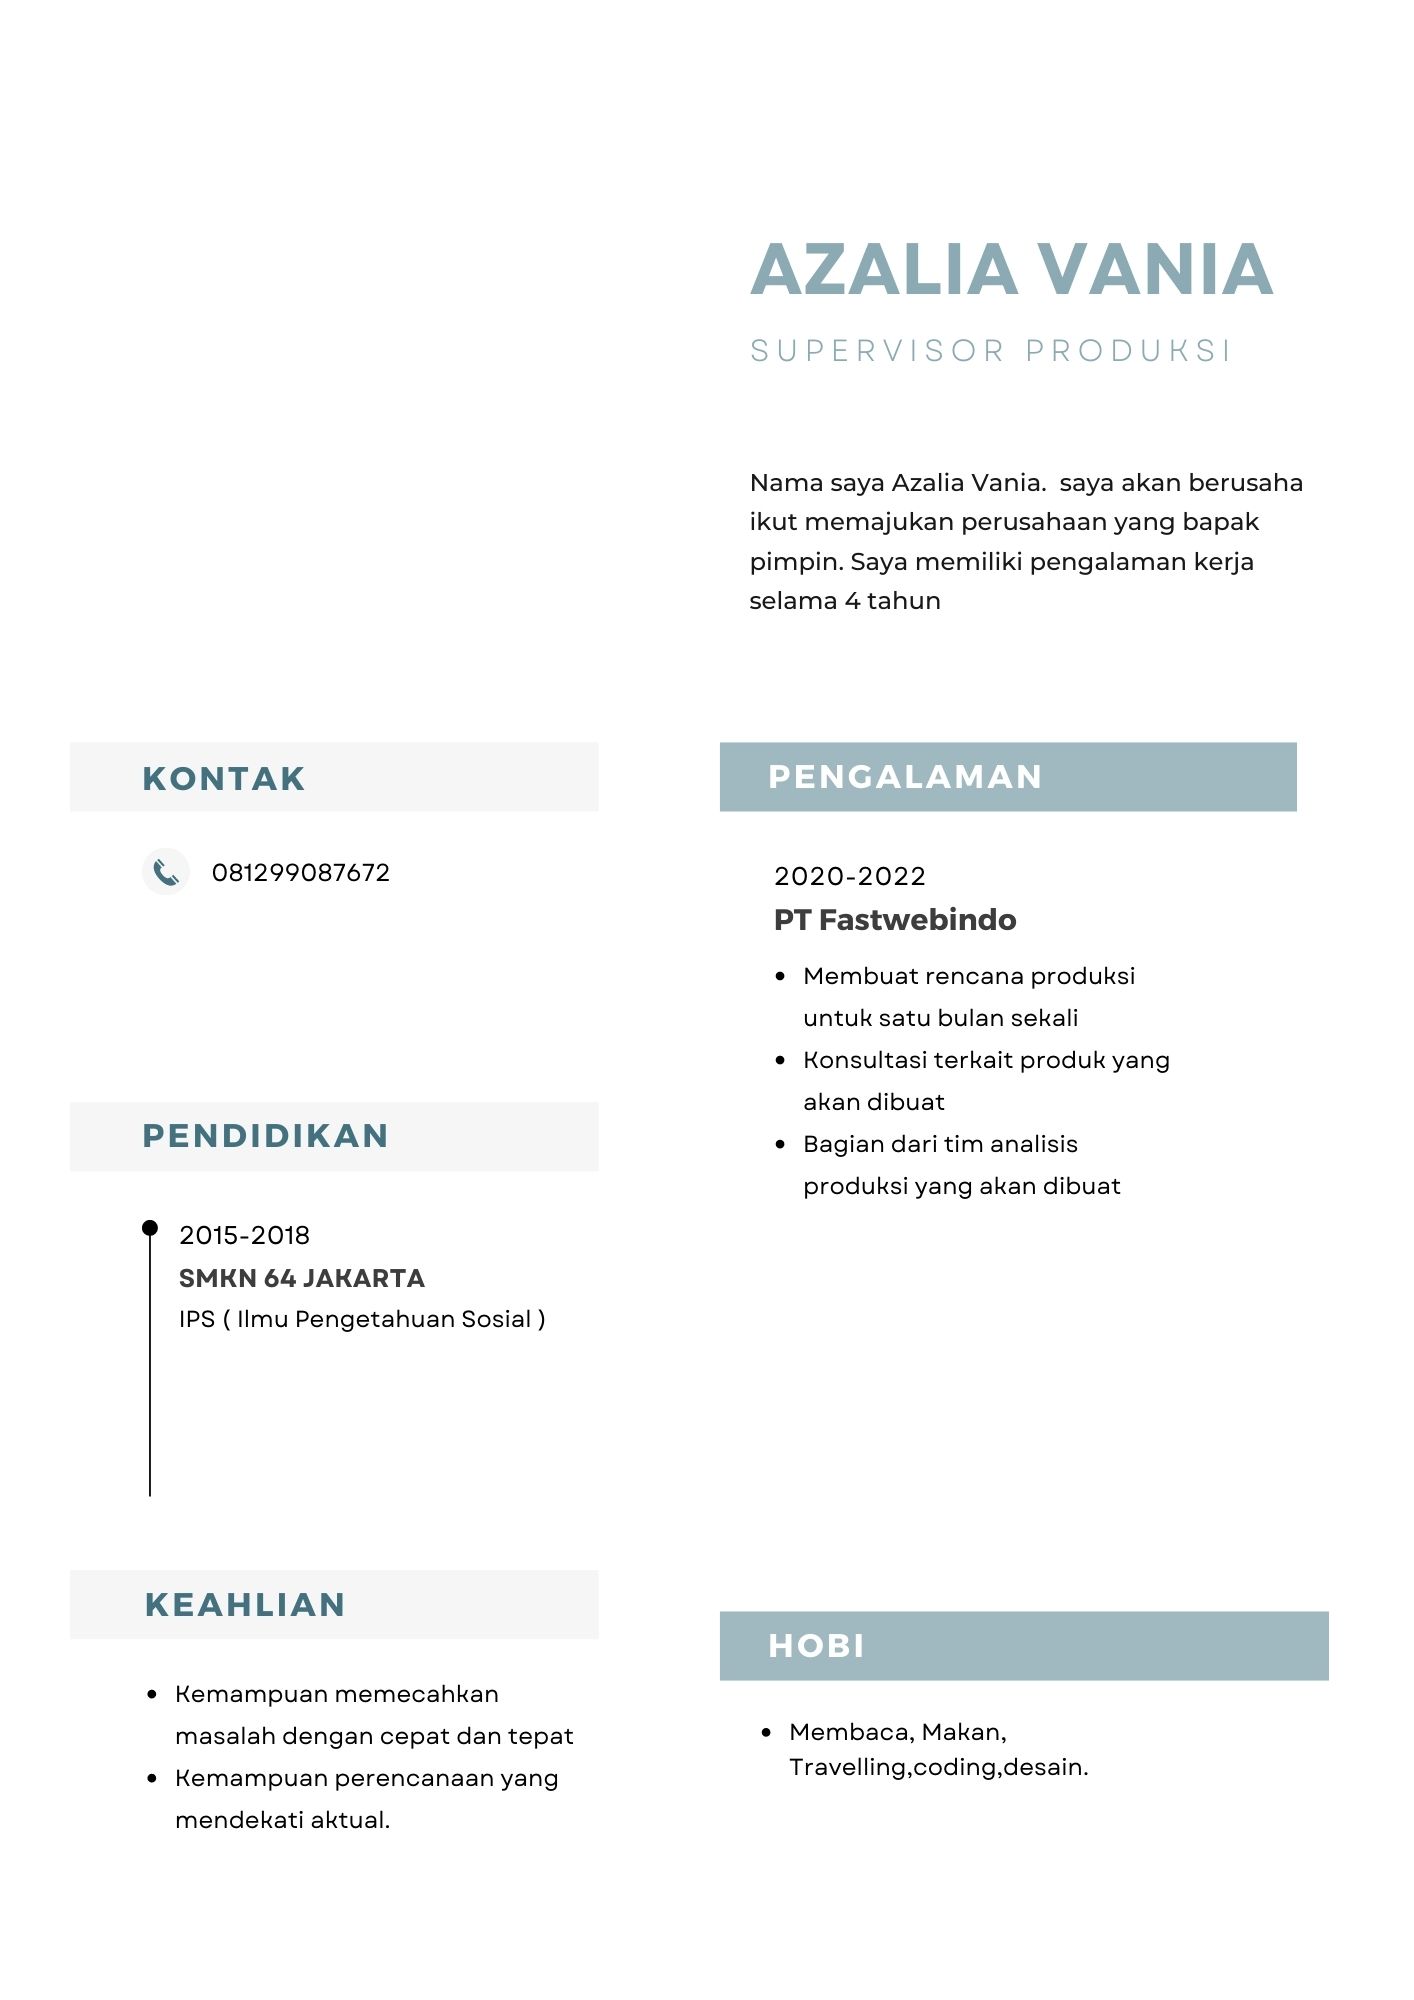 AZALIA VANIA
SUPERVISOR PRODUKSI
Nama saya Azalia Vania.  saya akan berusaha
ikut memajukan perusahaan yang bapak
pimpin. Saya memiliki pengalaman kerja
selama 4 tahun
KONTAK
081299087672
PENDIDIKAN
2015-2018
SMKN 64 JAKARTA
IPS ( Ilmu Pengetahuan Sosial )
KEAHLIAN
• Kemampuan memecahkan
masalah dengan cepat dan tepat
• Kemampuan perencanaan yang
mendekati aktual.
PENGALAMAN
2020-2022
PT Fastwebindo
• Membuat rencana produksi
untuk satu bulan sekali
• Konsultasi terkait produk yang
akan dibuat
• Bagian dari tim analisis
produksi yang akan dibuat
HOBI
• Membaca, Makan,
Travelling,coding,desain.